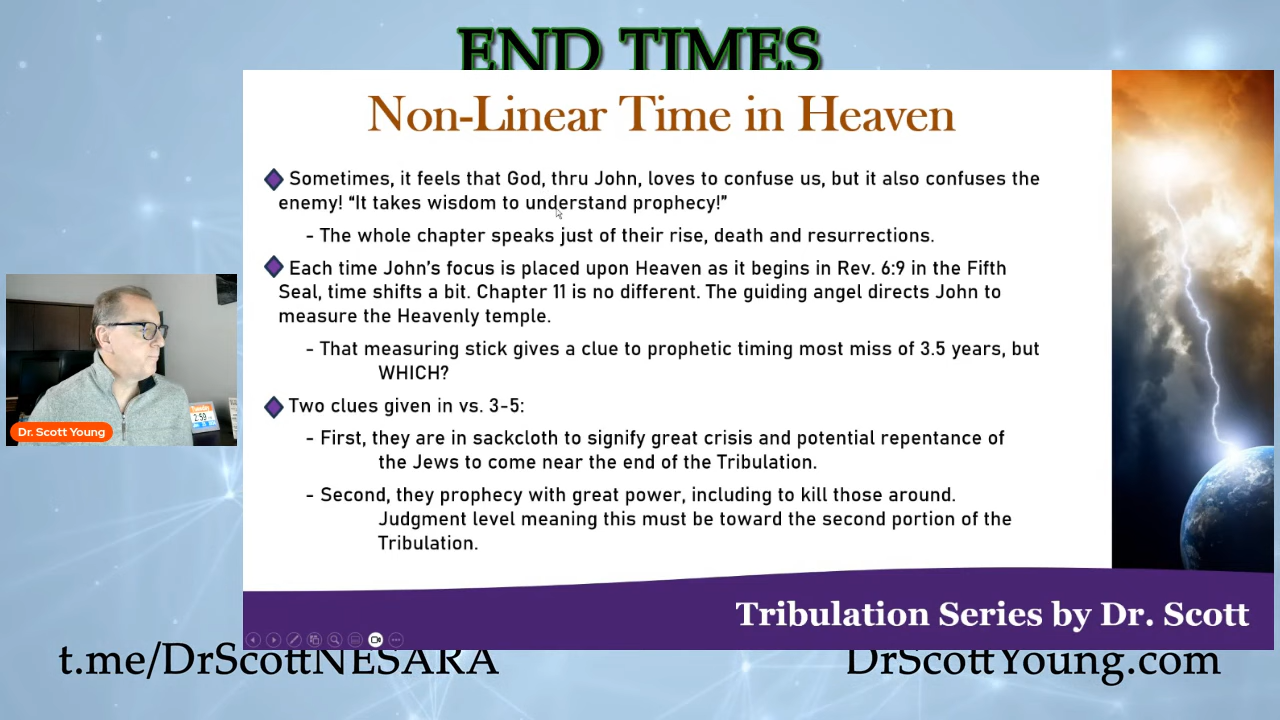 END TIMES
Non-Linear Time in Heaven
Sometimes, it feels that God, thru John, loves to confuse us, but it also confuses the
enemy! “It takes wisdom to understand prophecy!”
- The whole chapter speaks just of their rise, death and resurrections.
Each time John’s focus is placed upon Heaven as it begins in Rev. 6:9 in the Fifth
Seal, time shifts a bit. Chapter 11 is no different. The guiding angel directs John to
measure the Heavenly temple.
- That measuring stick gives a clue to prophetic timing most miss of 3.5 years, but
WHICH?
Two clues given in vs. 3-5:
- First, they are in sackcloth to signify great crisis and potential repentance of
the Jews to come near the end of the Tribulation.
- Second, they prophecy with great power, including to kill those around.
Judgment level meaning this must be toward the second portion of the
Tribulation.
Tuesday
2:59
Dr. Scott Young
Tribulation Series by Dr. Scott
t.me/DrScottNESARA
DrScottYoung.com